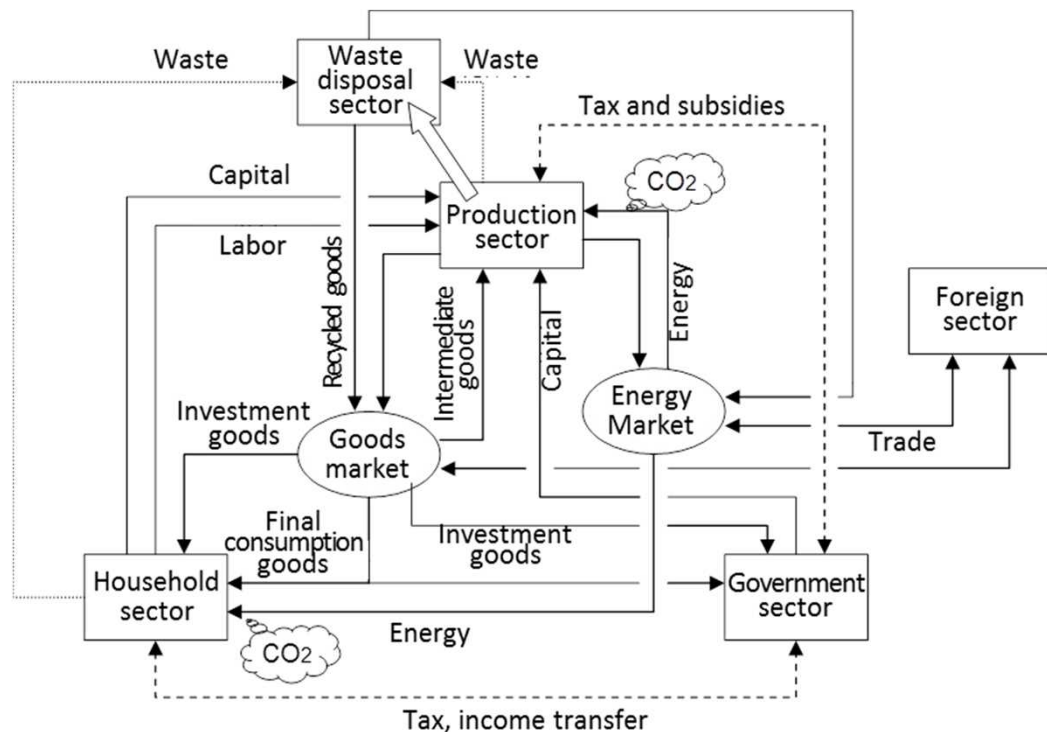 Waste
Waste
disposal
sector
Waste
Tax and subsidies
Capital
CO2
Production
sector
Labor
Recycled goods
Intermediate
goods
Capital
Energy
Foreign
sector
Energy
Market
Investment
goods
Goods
market
Trade
Final
consumption
goods
Investment
goods
Household
sector
Government
sector
Energy
CO2
Tax, income transfer